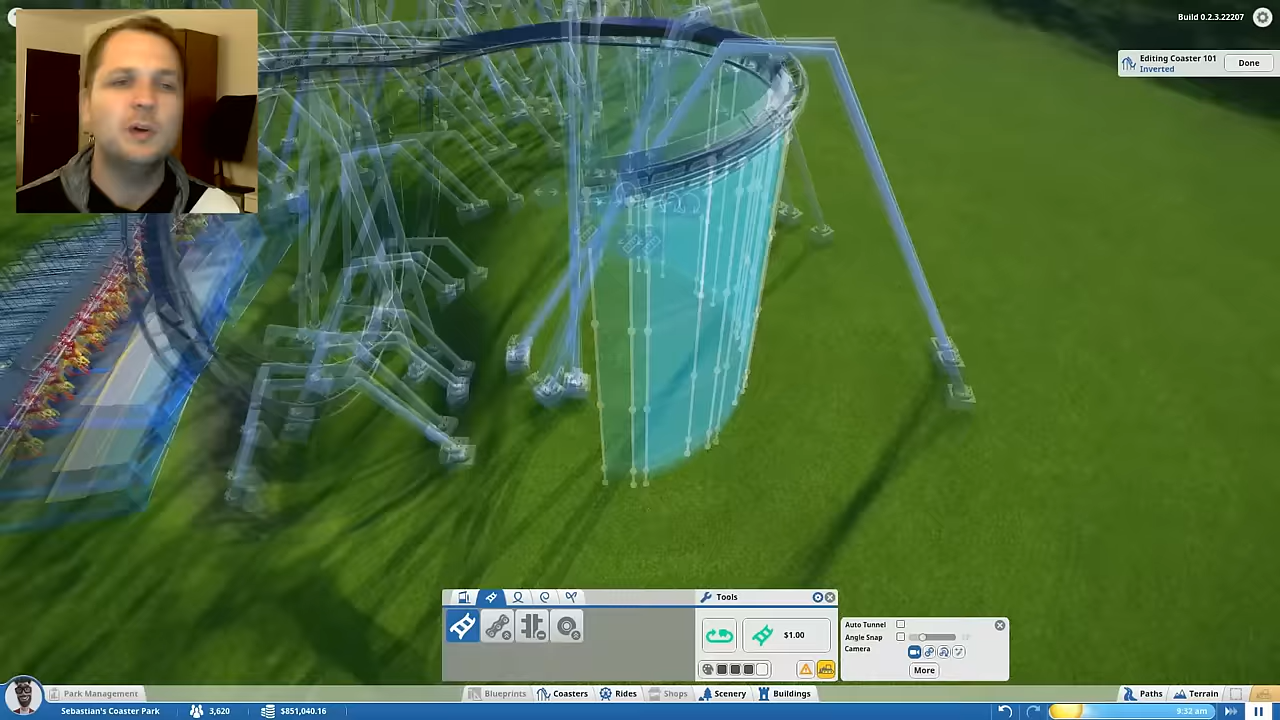 Build 0.2.3.22207
Editing Coaster 101
Inverted
Done
Tools
$1.00
Auto Tunnel
Angle Snap
Camera
More
Park Management
Blueprints
Coasters
Rides
Shops
Scenery
Buildings
Paths
Terrain
Sebastian's Coaster Park
3,620
$851,040.16
9:32 am